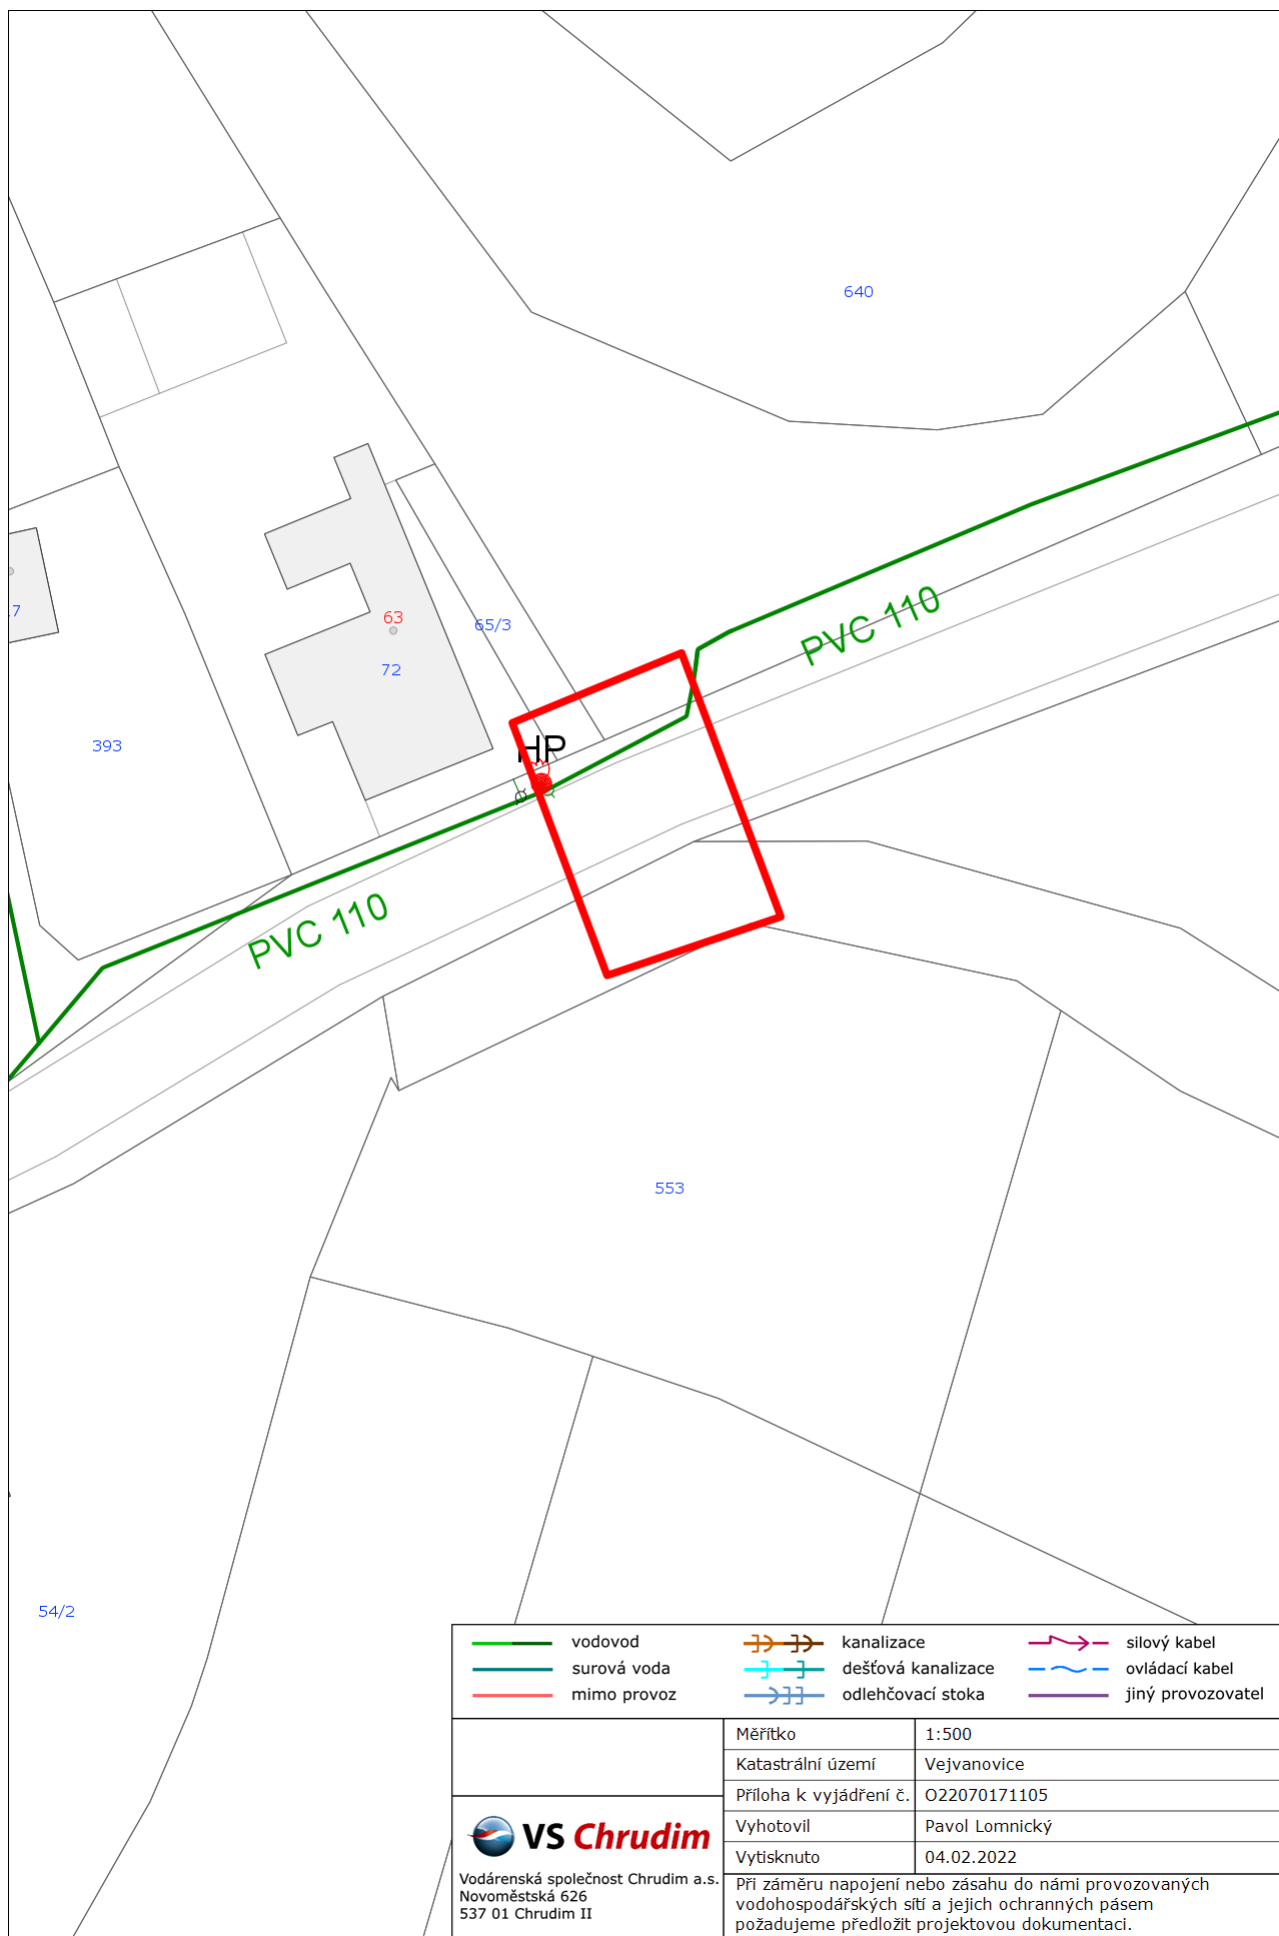 640
PVC 110
63
65/3
72
.7
HP
393
PVC 110
553
54/2
vodovod
surová voda
mimo provoz
kanalizace
dešťová kanalizace
odlehčovací stoka
silový kabel
ovládací kabel
jiný provozovatel
Měřítko 1:500
Katastrální území Vejvanovice
Příloha k vyjádření č. O22070171105
Vyhotovil Pavol Lomnický
Vytisknuto 04.02.2022
VS Chrudim
Vodárenská společnost Chrudim a.s.
Novoměstská 626
537 01 Chrudim II
Při záměru napojení nebo zásahu do námi provozovaných
vodohospodářských sítí a jejich ochranných pásem
požadujeme předložit projektovou dokumentaci.